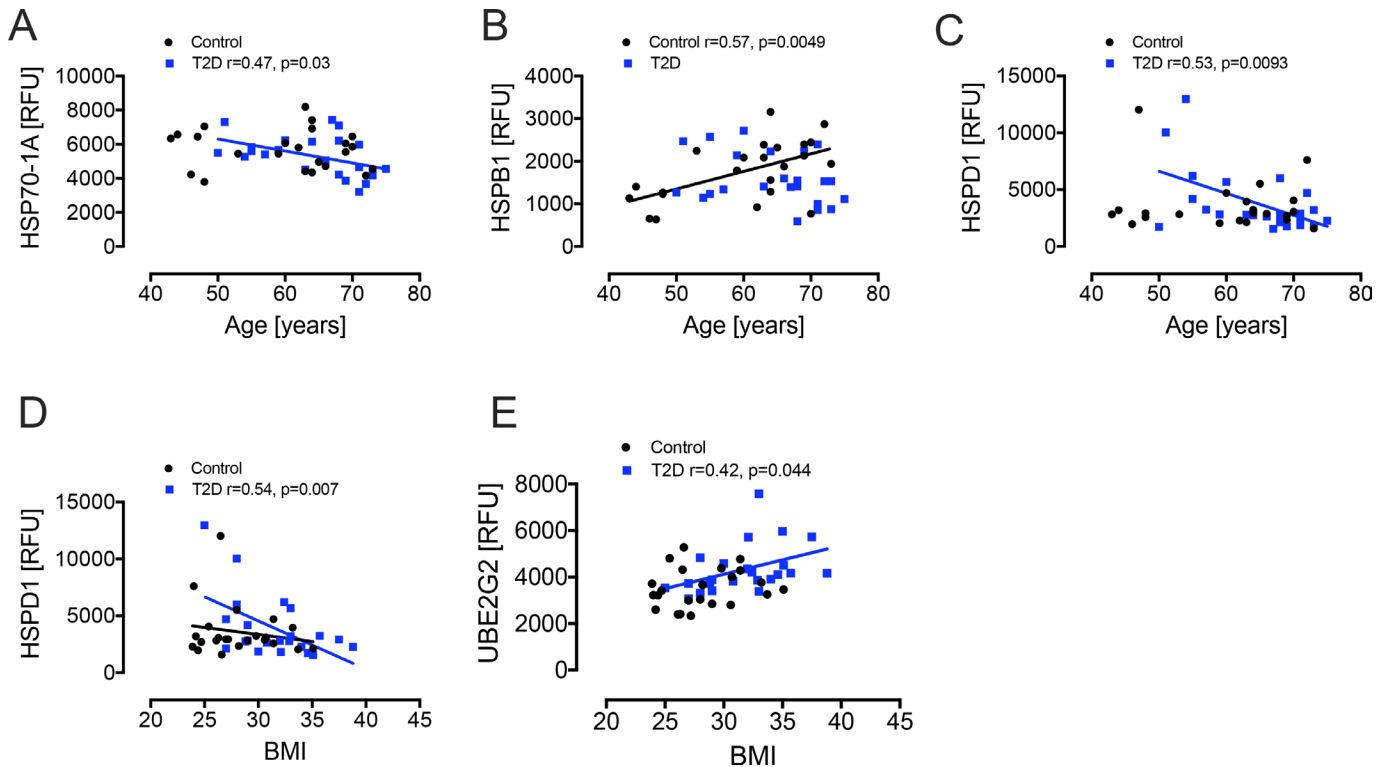 A
Control
T2D r=0.47, p=0.03
HSP70-1A [RFU]
10000
8000
6000
4000
2000
0
40 50 60 70 80
Age [years]
B
Control r=0.57, p=0.0049
T2D
HSPB1 [RFU]
4000
3000
2000
1000
0
40 50 60 70 80
Age [years]
C
Control
T2D r=0.53, p=0.0093
HSPD1 [RFU]
15000
10000
5000
0
40 50 60 70 80
Age [years]
D
Control
T2D r=0.54, p=0.007
HSPD1 [RFU]
15000
10000
5000
0
20 25 30 35 40 45
BMI
E
Control
T2D r=0.42, p=0.044
UBE2G2 [RFU]
8000
6000
4000
2000
0
20 25 30 35 40 45
BMI